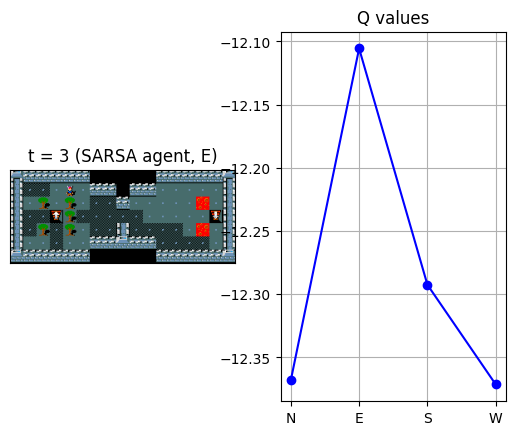 Q values
t = 3 (SARSA agent, E)
−12.10
−12.15
−12.20
−12.25
−12.30
−12.35
N E S W